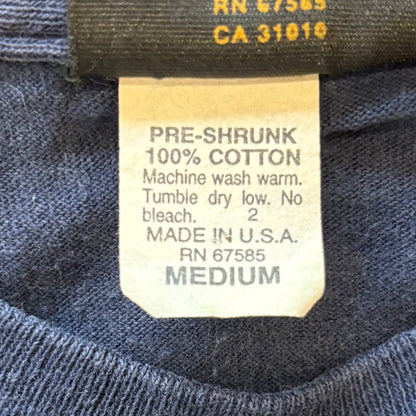 RN 67585
CA 31010
PRE-SHRUNK
100% COTTON
Machine wash warm.
Tumble dry low. No
bleach. 2
MADE IN U.S.A.
RN 67585
MEDIUM